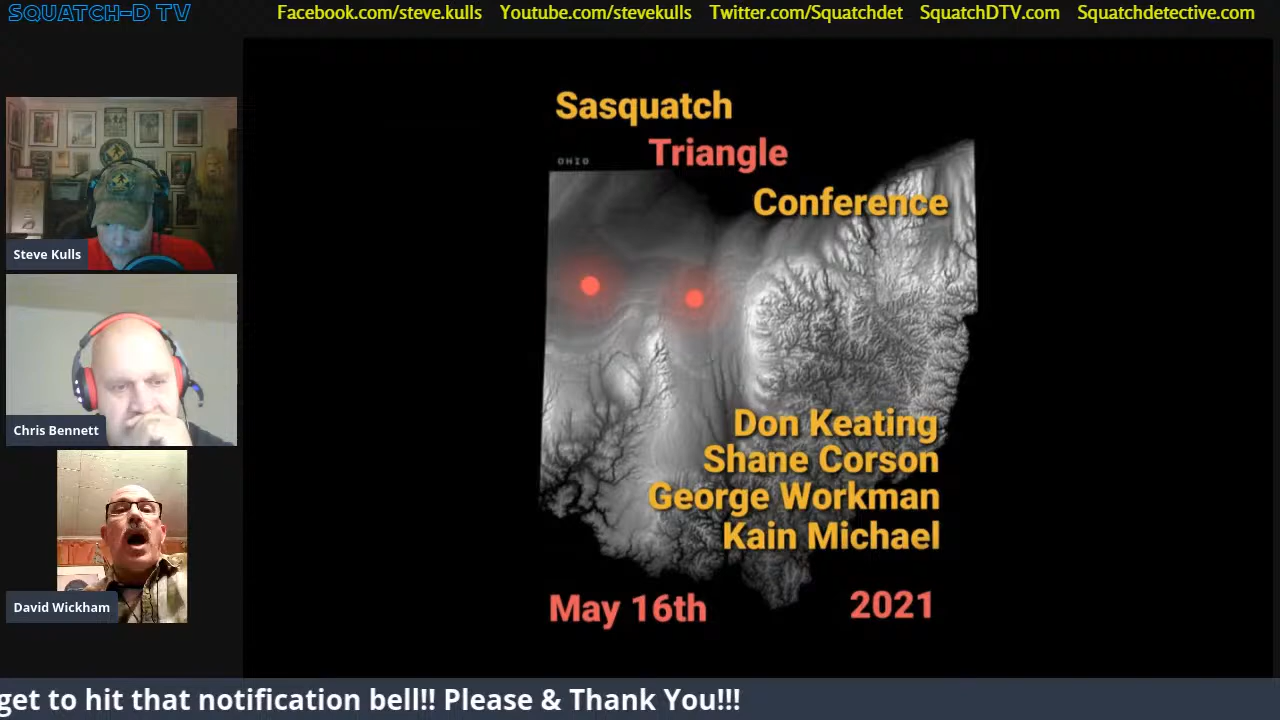 SQUATCH-D TV
Facebook.com/steve.kulls Youtube.com/stevekulls Twitter.com/Squatchdet SquatchDTV.com Squatchdetective.com
Sasquatch
Triangle
OHIO
Conference
Steve Kulls
Chris Bennett
Don Keating
Shane Corson
George Workman
Kain Michael
David Wickham
May 16th 2021
get to hit that notification bell!! Please & Thank You!!!